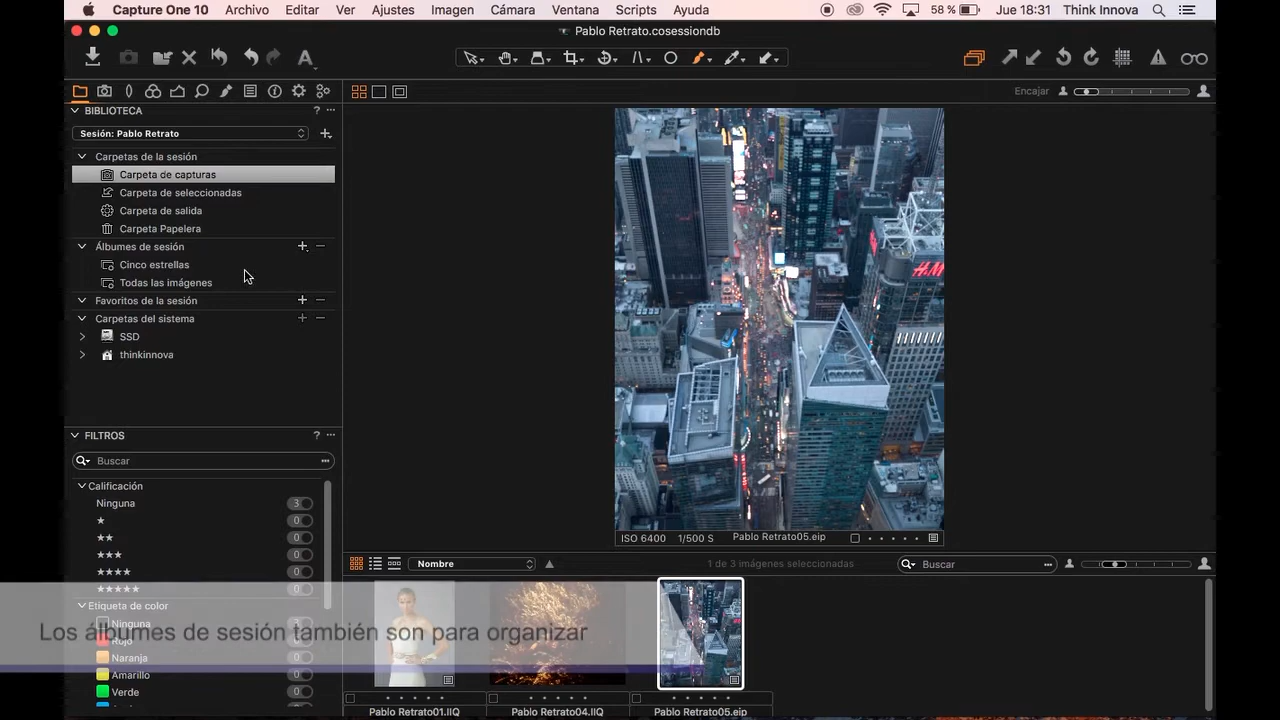 Capture One 10 Archivo Editar Ver Ajustes Imagen Cámara Ventana Scripts Ayuda 58 % Jue 18:31 Think Innova
Pablo Retrato.cosessiondb
Encajar
BIBLIOTECA ? ...
Sesión: Pablo Retrato
Carpetas de la sesión
Carpeta de capturas
Carpeta de seleccionadas
Carpeta de salida
Carpeta Papelera
Álbumes de sesión
Cinco estrellas
Todas las imágenes
Favoritos de la sesión
Carpetas del sistema
SSD
thinkinnova
FILTROS ? ...
Buscar
Calificación
Ninguna 3
★ 0
★★ 0
★★★ 0
★★★★ 0
★★★★★ 0
Etiqueta de color
Ninguna 3
Rojo
Naranja
Amarillo
Verde
H&M
ISO 6400 1/500 S Pablo Retrato05.eip
Nombre 1 de 3 imágenes seleccionadas Buscar
Los álbumes de sesión también son para organizar
Pablo Retrato01.IIQ Pablo Retrato04.IIQ Pablo Retrato05.eip